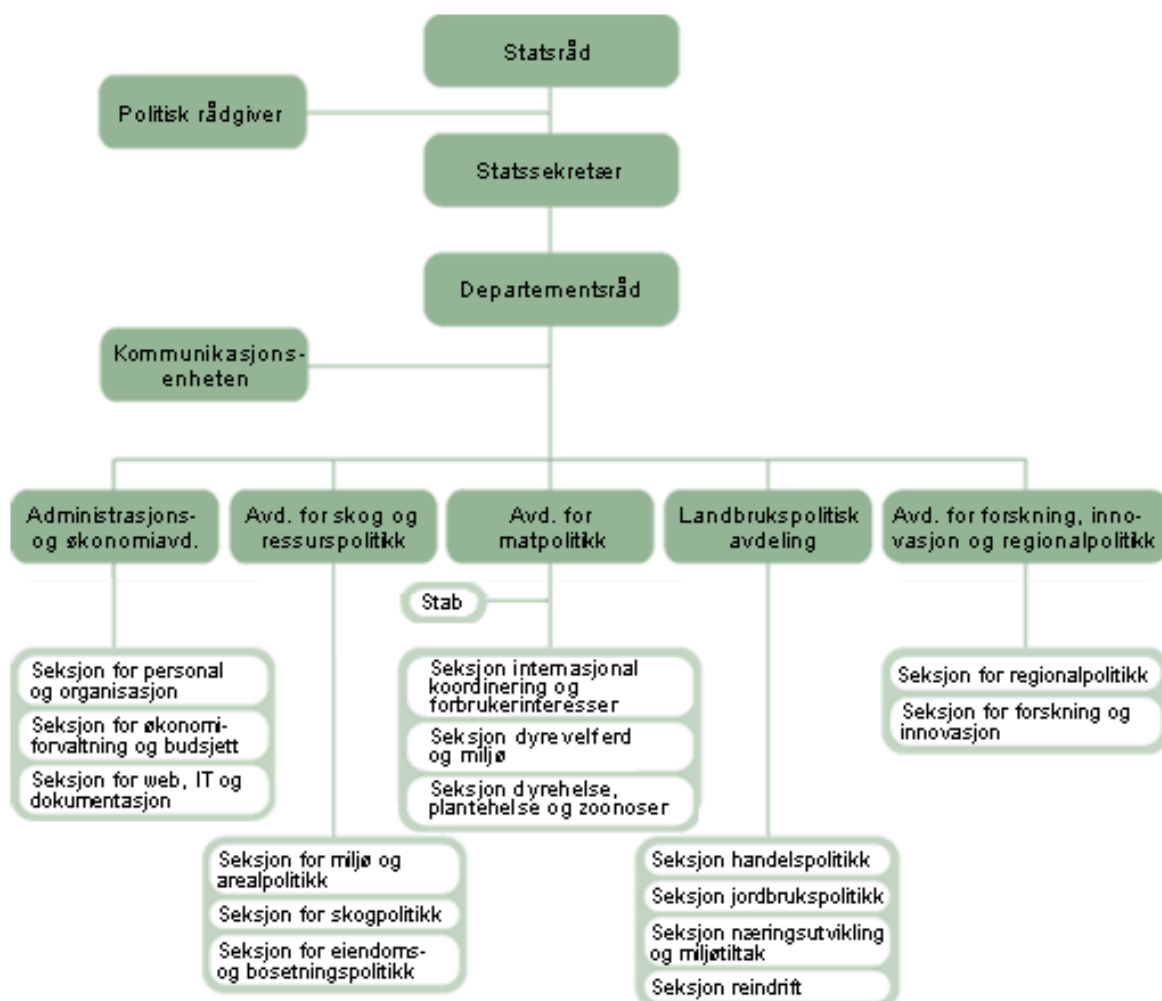 Statsråd
Politisk rådgiver
Statssekretær
Departementsråd
Kommunikasjons-
enheten
Administrasjons-
og økonomiavd.
Avd. for skog og
ressurspolitikk
Avd. for
matpolitikk
Landbrukspolitisk
avdeling
Avd. for forskning, inno-
vasjon og regionalpolitikk
Stab
Seksjon for personal
og organisasjon
Seksjon for økonomi-
forvaltning og budsjett
Seksjon for web, IT og
dokumentasjon
Seksjon internasjonal
koordinering og
forbrukerinteresser
Seksjon dyrevelferd
og miljø
Seksjon dyrehelse,
plantehelse og zoonoser
Seksjon for regionalpolitikk
Seksjon for forskning og
innovasjon
Seksjon for miljø og
arealpolitikk
Seksjon for skogpolitikk
Seksjon for eiendoms-
og bosetningspolitikk
Seksjon handelspolitikk
Seksjon jordbrukspolitikk
Seksjon næringsutvikling
og miljøtiltak
Seksjon reindrift